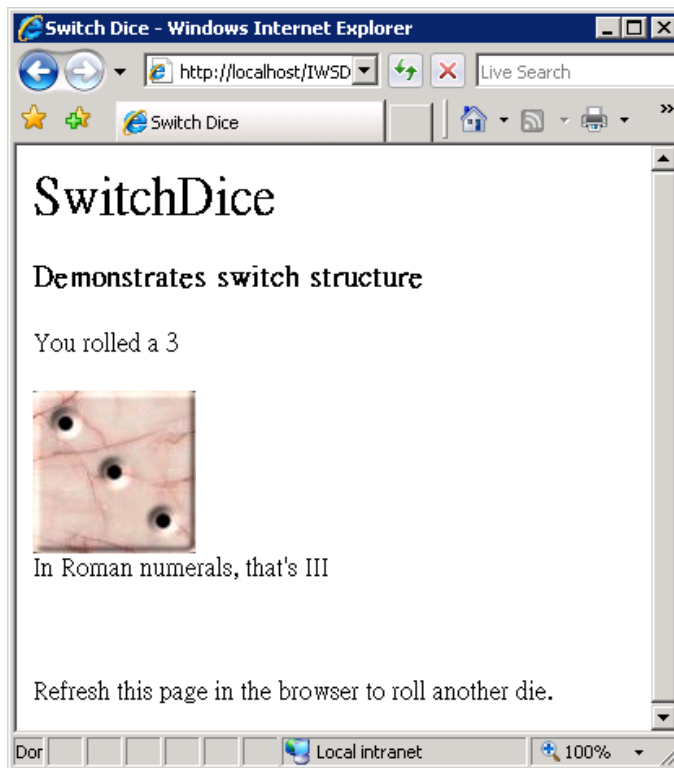 Switch Dice - Windows Internet Explorer
http://localhost/IWSD
Live Search
Switch Dice
»
SwitchDice
Demonstrates switch structure
You rolled a 3
In Roman numerals, that's III
Refresh this page in the browser to roll another die.
Dor
Local intranet
100%